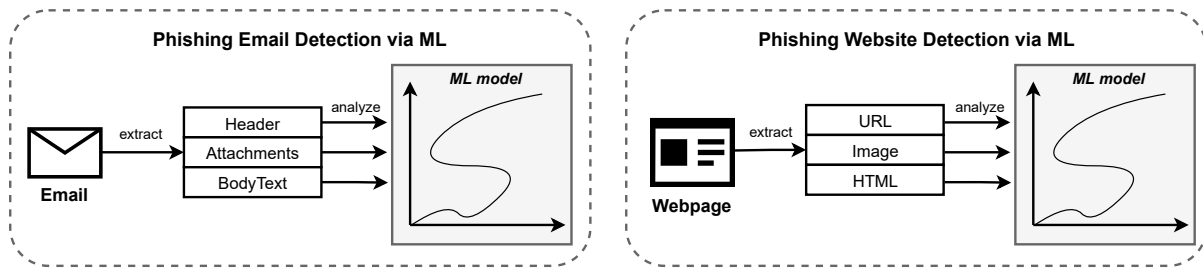 Phishing Email Detection via ML
ML model
analyze
Header
extract
Attachments
BodyText
Email
Phishing Website Detection via ML
ML model
analyze
URL
extract
Image
HTML
Webpage